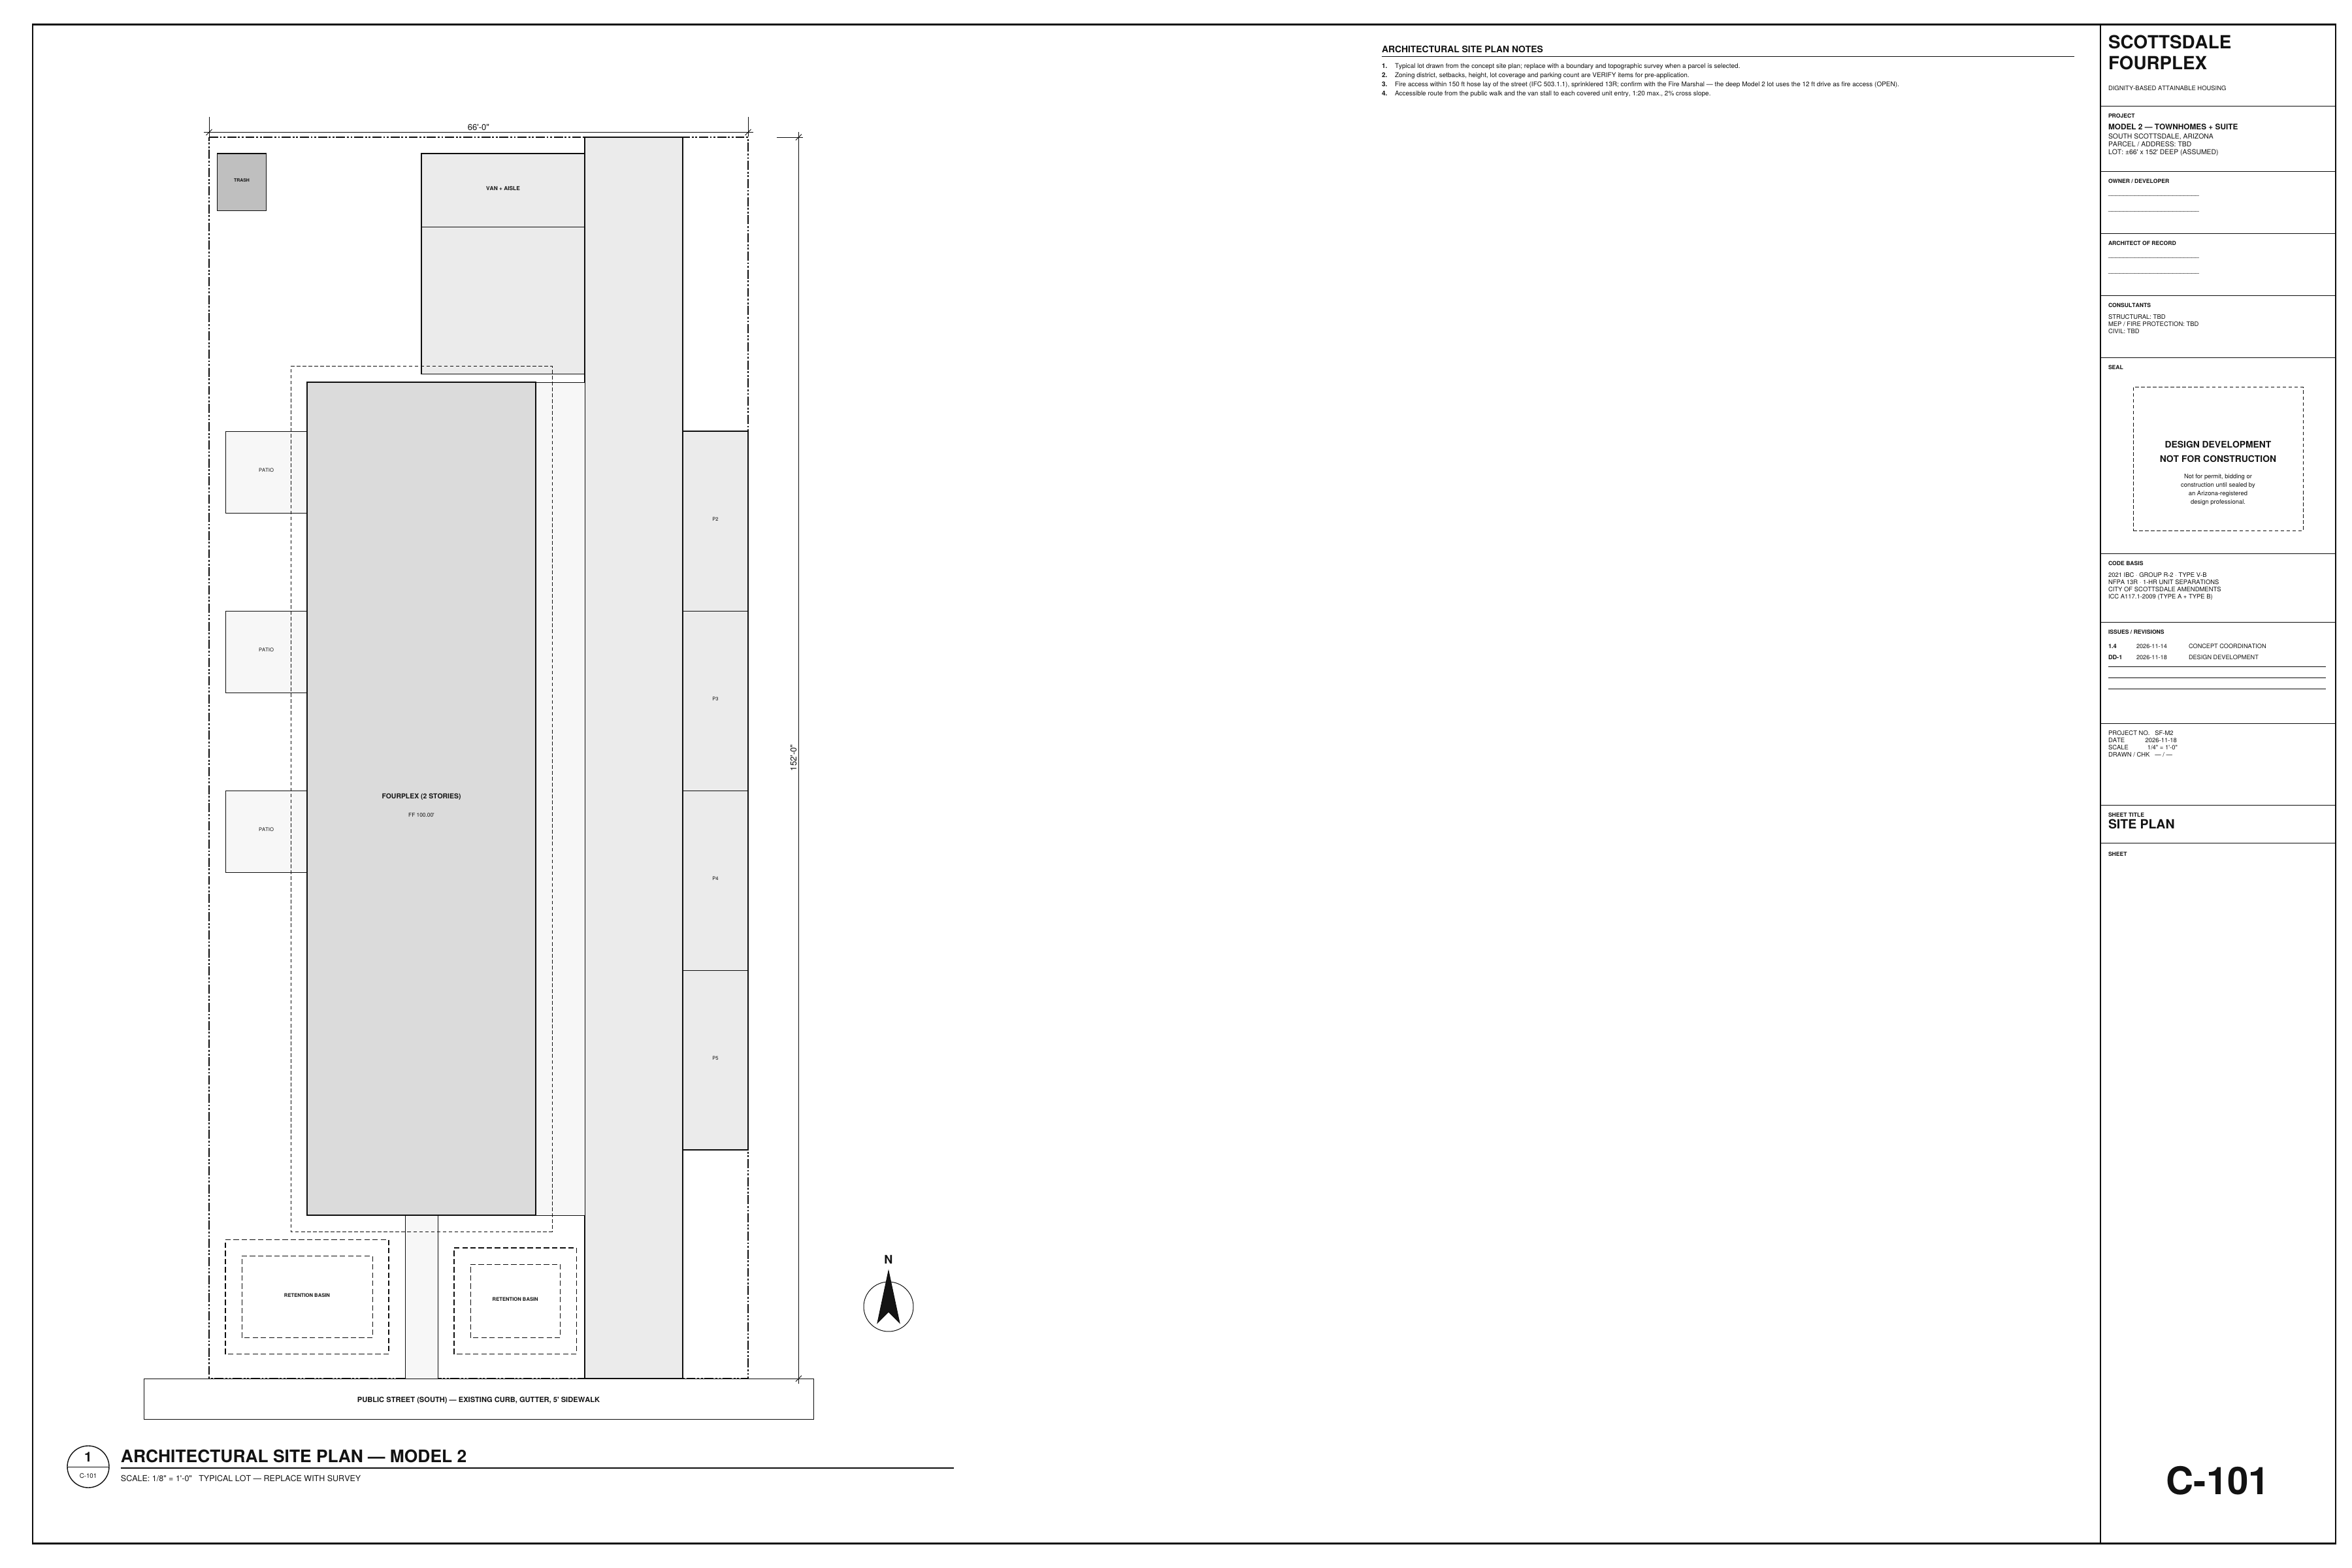 ARCHITECTURAL SITE PLAN NOTES
1. Typical lot drawn from the concept site plan; replace with a boundary and topographic survey when a parcel is selected.
2. Zoning district, setbacks, height, lot coverage and parking count are VERIFY items for pre-application.
3. Fire access within 150 ft hose lay of the street (IFC 503.1.1), sprinklered 13R; confirm with the Fire Marshal — the deep Model 2 lot uses the 12 ft drive as fire access (OPEN).
4. Accessible route from the public walk and the van stall to each covered unit entry, 1:20 max., 2% cross slope.
66'-0"
TRASH
VAN + AISLE
PATIO
P2
PATIO
P3
152'-0"
FOURPLEX (2 STORIES)
FF 100.00'
PATIO
P4
P5
N
RETENTION BASIN
RETENTION BASIN
PUBLIC STREET (SOUTH) — EXISTING CURB, GUTTER, 5' SIDEWALK
1
C-101
ARCHITECTURAL SITE PLAN — MODEL 2
SCALE: 1/8" = 1'-0" TYPICAL LOT — REPLACE WITH SURVEY
SCOTTSDALE
FOURPLEX
DIGNITY-BASED ATTAINABLE HOUSING
PROJECT
MODEL 2 — TOWNHOMES + SUITE
SOUTH SCOTTSDALE, ARIZONA
PARCEL / ADDRESS: TBD
LOT: ±66' x 152' DEEP (ASSUMED)
OWNER / DEVELOPER
ARCHITECT OF RECORD
CONSULTANTS
STRUCTURAL: TBD
MEP / FIRE PROTECTION: TBD
CIVIL: TBD
SEAL
DESIGN DEVELOPMENT
NOT FOR CONSTRUCTION
Not for permit, bidding or
construction until sealed by
an Arizona-registered
design professional.
CODE BASIS
2021 IBC · GROUP R-2 · TYPE V-B
NFPA 13R · 1-HR UNIT SEPARATIONS
CITY OF SCOTTSDALE AMENDMENTS
ICC A117.1-2009 (TYPE A + TYPE B)
ISSUES / REVISIONS
1.4 2026-11-14 CONCEPT COORDINATION
DD-1 2026-11-18 DESIGN DEVELOPMENT
PROJECT NO. SF-M2
DATE 2026-11-18
SCALE 1/4" = 1'-0"
DRAWN / CHK — / —
SHEET TITLE
SITE PLAN
SHEET
C-101